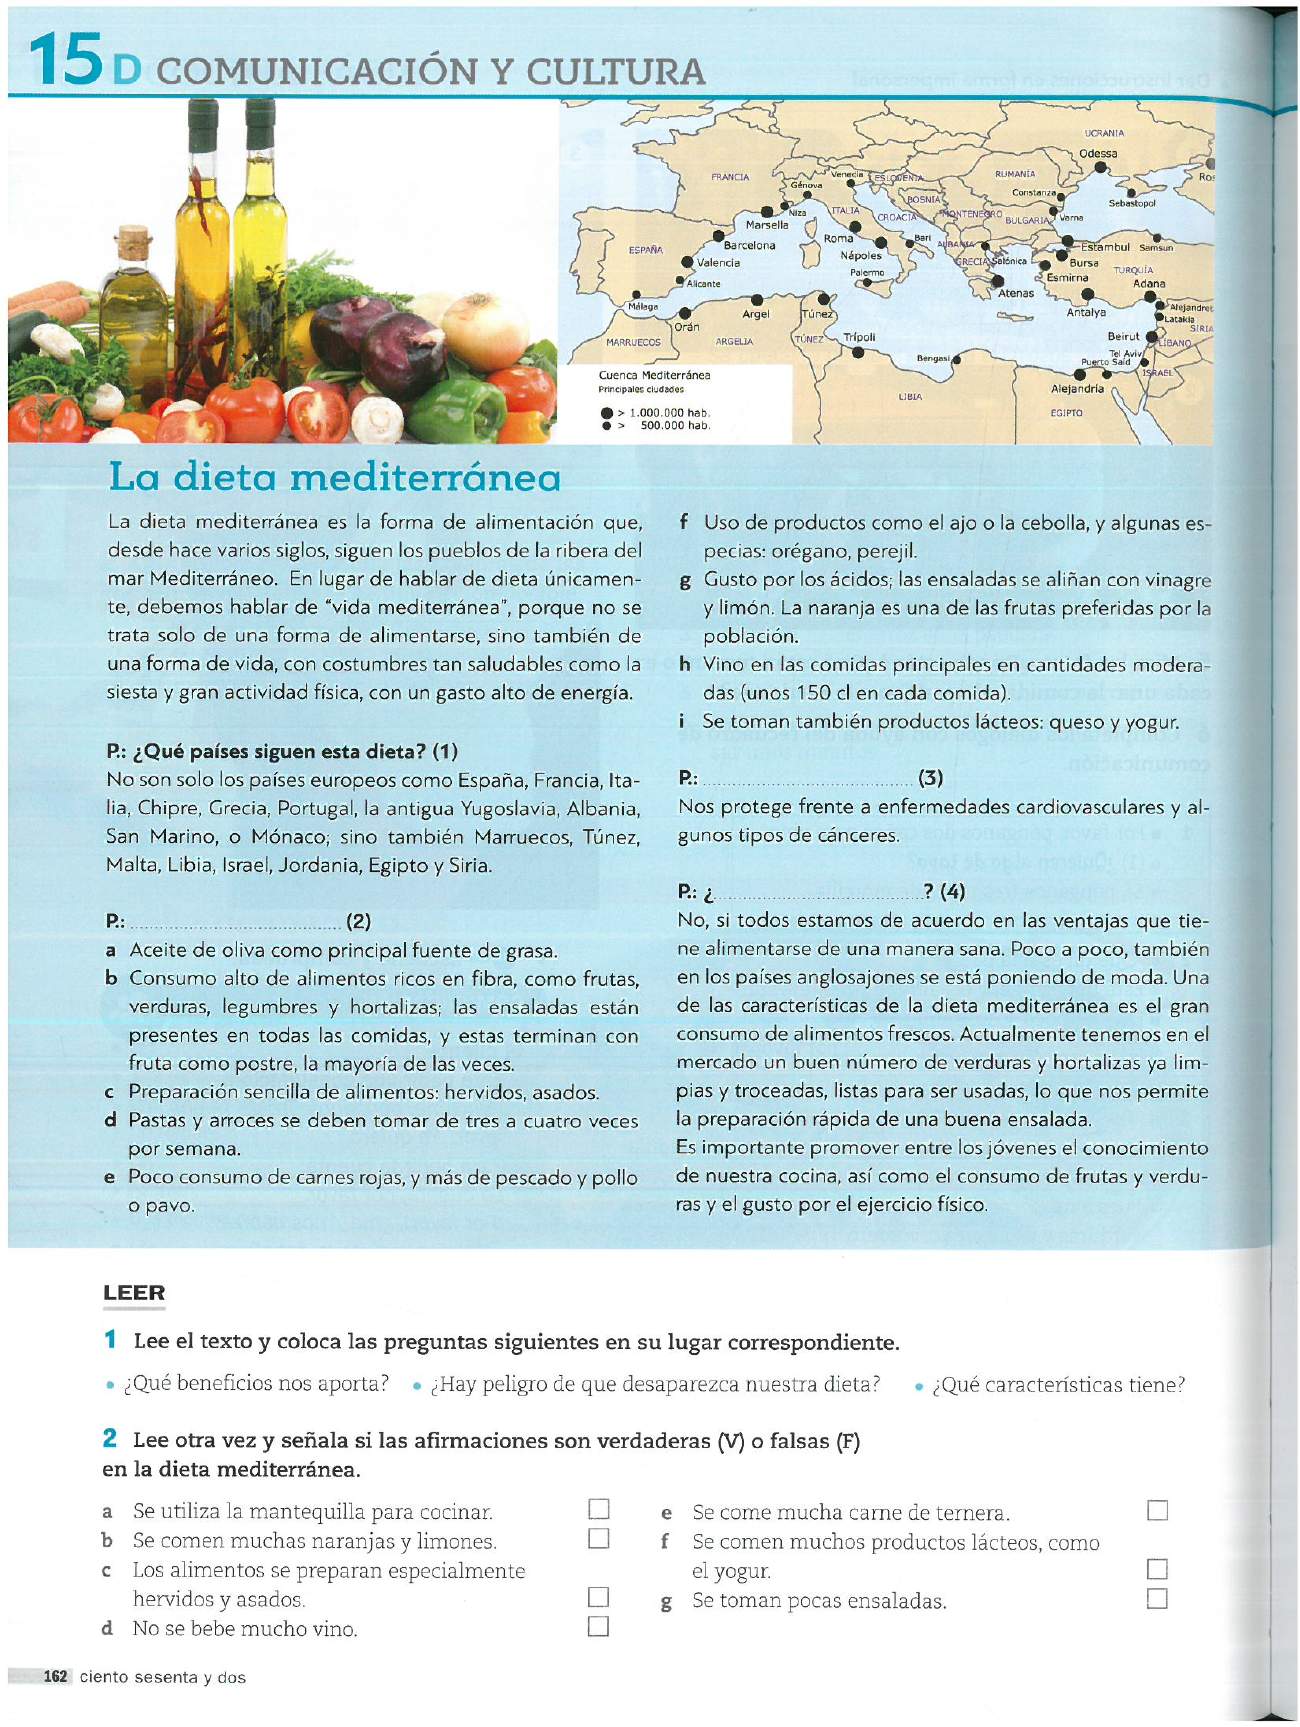 15 D COMUNICACIÓN Y CULTURA
UCRANIA
Odessa
FRANCIA
Venecia
ESLOVENIA
RUMANÍA
Génova
Constanza
Sebastopol
BOSNIA
Niza
ITALIA
CROACIA
MONTENEGRO
BULGARIA
Varna
Marsella
ESPAÑA
Barcelona
Roma
Bari
ALBANIA
Estambul
Samsun
Valencia
Nápoles
GRECIA
Salónica
Bursa
TURQUÍA
Alicante
Palermo
Esmirna
Adana
Málaga
Argel
Túnez
Atenas
Antalya
Orán
Latakia
SIRIA
MARRUECOS
ARGELIA
TÚNEZ
Trípoli
Beirut
LÍBANO
Bengasi
Tel Aviv
Puerto Said
ISRAEL
Cuenca Mediterránea
Principales ciudades
Alejandría
LIBIA
EGIPTO
> 1.000.000 hab.
> 500.000 hab.
La dieta mediterránea
La dieta mediterránea es la forma de alimentación que,
desde hace varios siglos, siguen los pueblos de la ribera del
mar Mediterráneo. En lugar de hablar de dieta únicamen-
te, debemos hablar de “vida mediterránea”, porque no se
trata solo de una forma de alimentarse, sino también de
una forma de vida, con costumbres tan saludables como la
siesta y gran actividad física, con un gasto alto de energía.
P.: ¿Qué países siguen esta dieta? (1)
No son solo los países europeos como España, Francia, Ita-
lia, Chipre, Grecia, Portugal, la antigua Yugoslavia, Albania,
San Marino, o Mónaco; sino también Marruecos, Túnez,
Malta, Libia, Israel, Jordania, Egipto y Siria.
P.: ........................................ (2)
a Aceite de oliva como principal fuente de grasa.
b Consumo alto de alimentos ricos en fibra, como frutas,
verduras, legumbres y hortalizas; las ensaladas están
presentes en todas las comidas, y estas terminan con
fruta como postre, la mayoría de las veces.
c Preparación sencilla de alimentos: hervidos, asados.
d Pastas y arroces se deben tomar de tres a cuatro veces
por semana.
e Poco consumo de carnes rojas, y más de pescado y pollo
o pavo.
f Uso de productos como el ajo o la cebolla, y algunas es-
pecias: orégano, perejil.
g Gusto por los ácidos; las ensaladas se aliñan con vinagre
y limón. La naranja es una de las frutas preferidas por la
población.
h Vino en las comidas principales en cantidades modera-
das (unos 150 cl en cada comida).
i Se toman también productos lácteos: queso y yogur.
P.: ........................................ (3)
Nos protege frente a enfermedades cardiovasculares y al-
gunos tipos de cánceres.
P.: ¿........................................? (4)
No, si todos estamos de acuerdo en las ventajas que tie-
ne alimentarse de una manera sana. Poco a poco, también
en los países anglosajones se está poniendo de moda. Una
de las características de la dieta mediterránea es el gran
consumo de alimentos frescos. Actualmente tenemos en el
mercado un buen número de verduras y hortalizas ya lim-
pias y troceadas, listas para ser usadas, lo que nos permite
la preparación rápida de una buena ensalada.
Es importante promover entre los jóvenes el conocimiento
de nuestra cocina, así como el consumo de frutas y verdu-
ras y el gusto por el ejercicio físico.
LEER
1 Lee el texto y coloca las preguntas siguientes en su lugar correspondiente.
• ¿Qué beneficios nos aporta? • ¿Hay peligro de que desaparezca nuestra dieta? • ¿Qué características tiene?
2 Lee otra vez y señala si las afirmaciones son verdaderas (V) o falsas (F)
en la dieta mediterránea.
a Se utiliza la mantequilla para cocinar.
b Se comen muchas naranjas y limones.
c Los alimentos se preparan especialmente
hervidos y asados.
d No se bebe mucho vino.
e Se come mucha carne de ternera.
f Se comen muchos productos lácteos, como
el yogur.
g Se toman pocas ensaladas.
162 ciento sesenta y dos